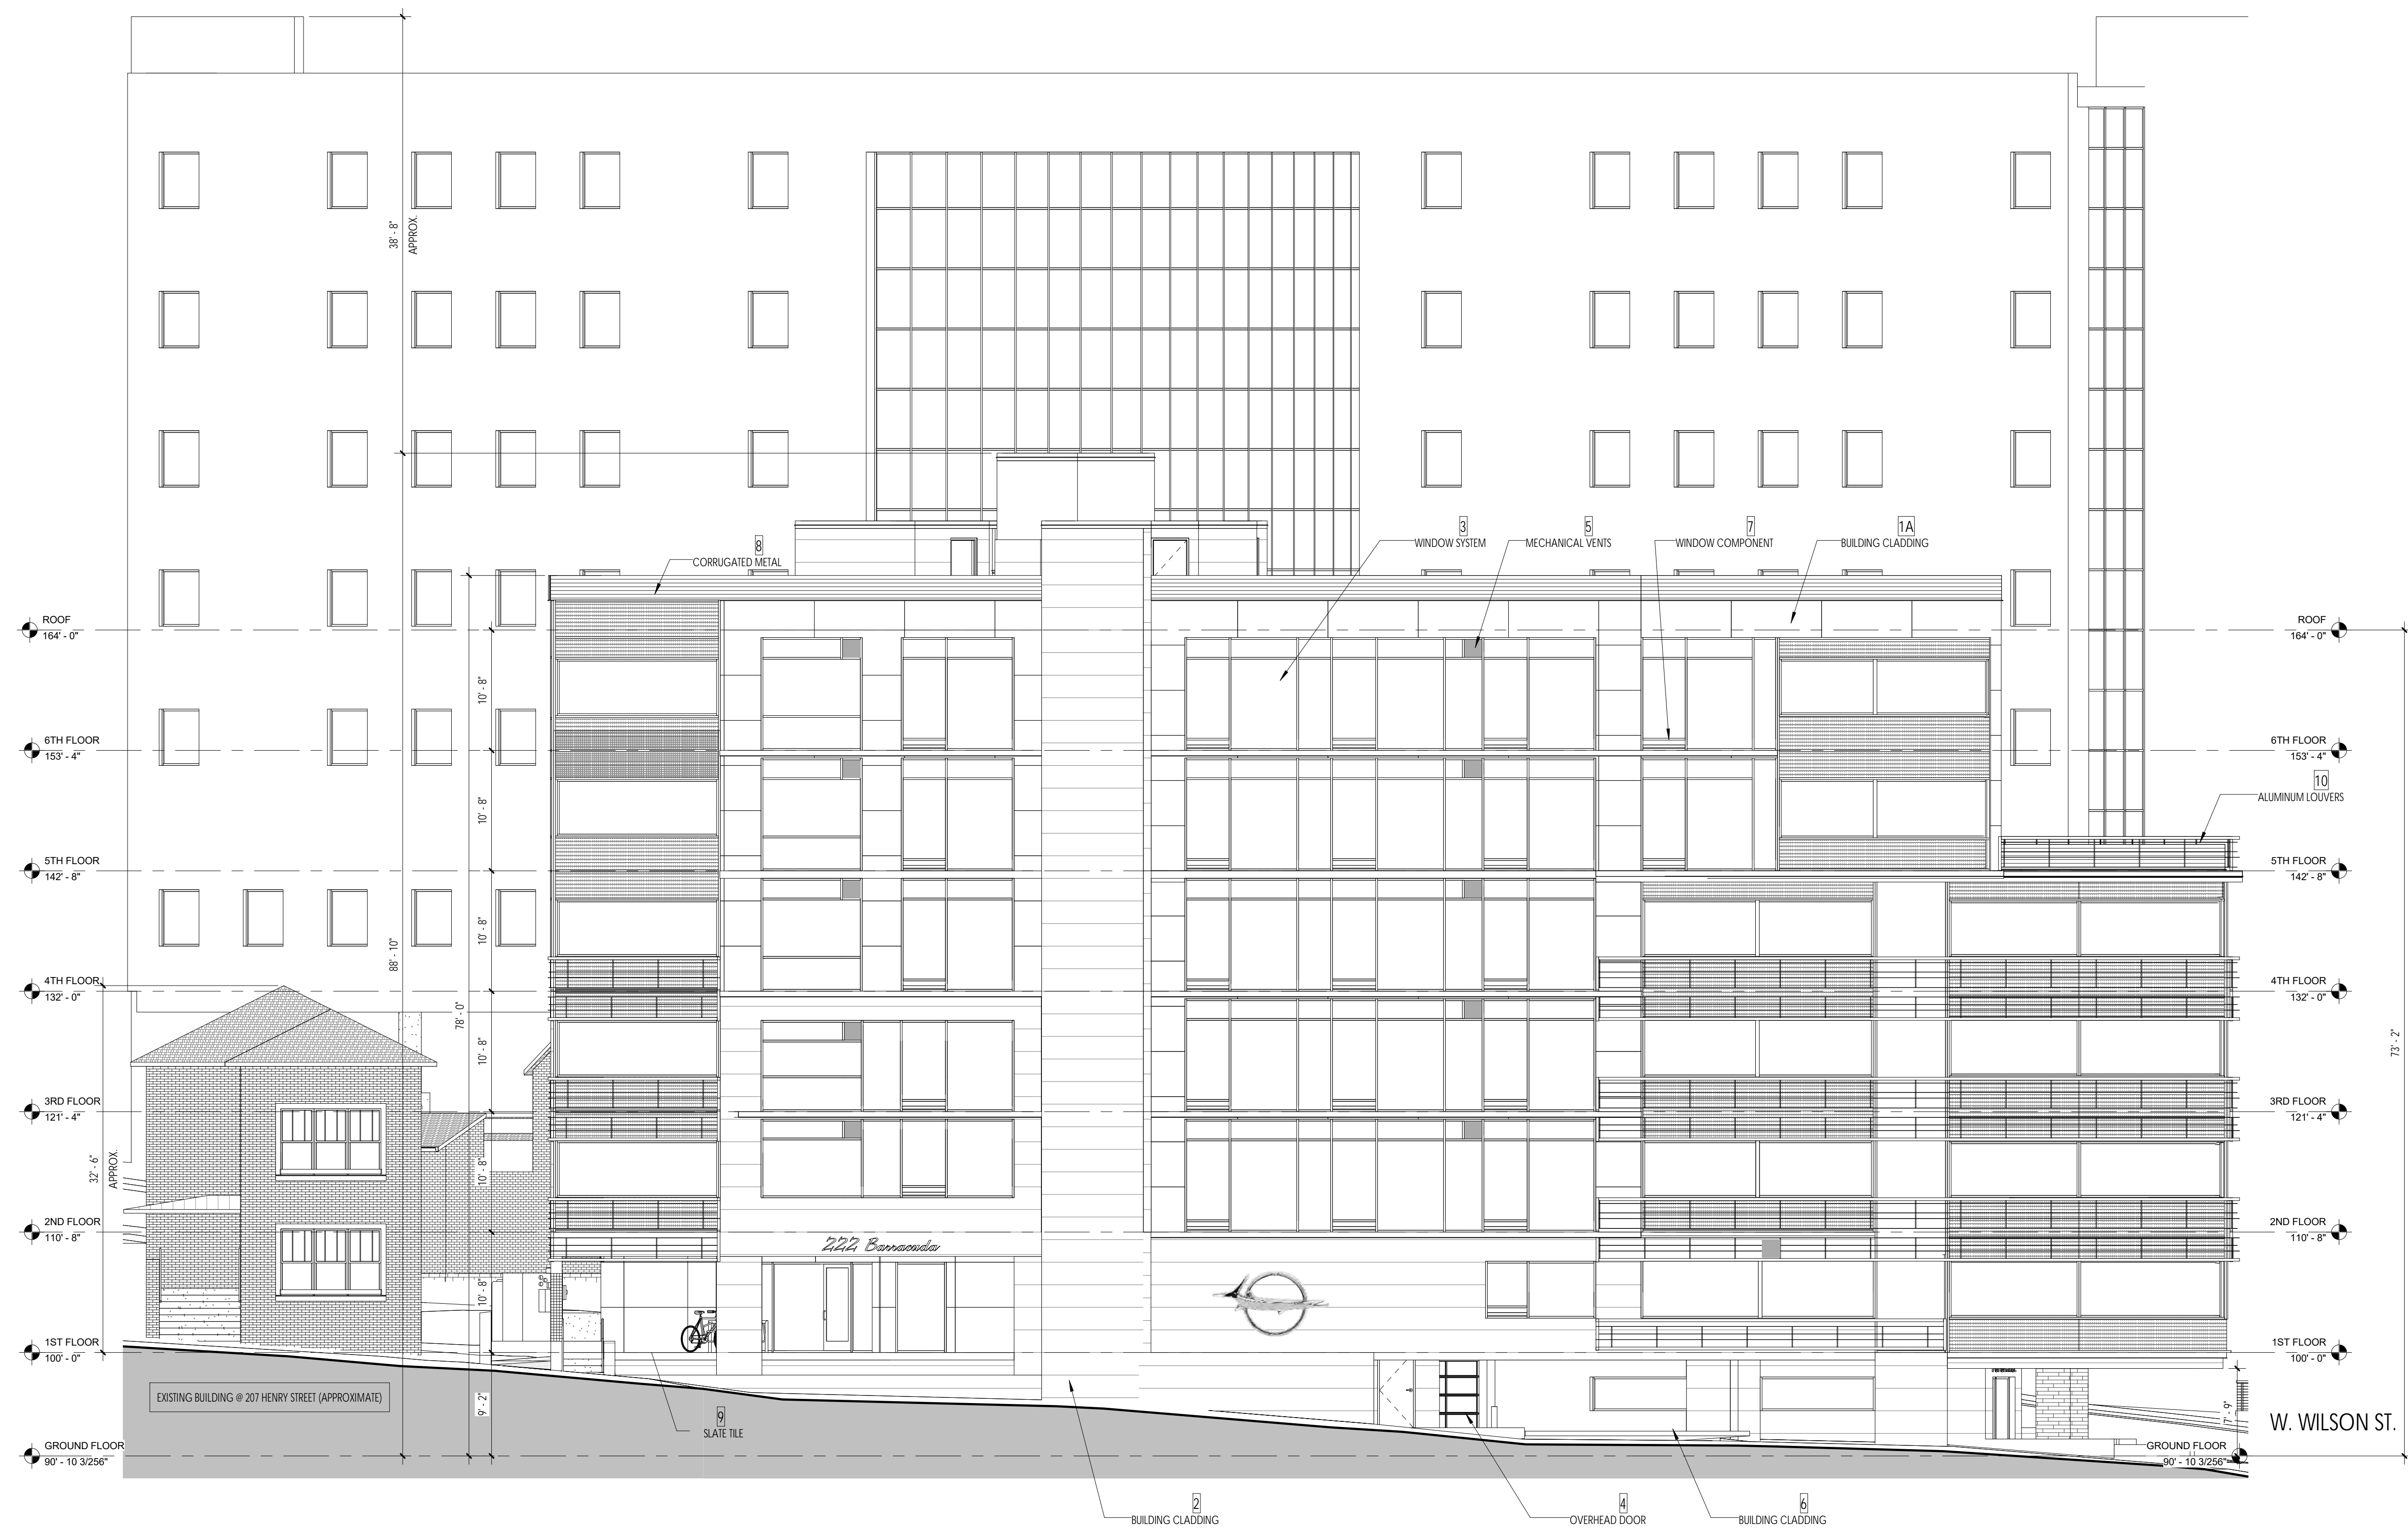 38' - 8"
APPROX.
8
CORRUGATED METAL
3
WINDOW SYSTEM
5
MECHANICAL VENTS
7
WINDOW COMPONENT
1A
BUILDING CLADDING
ROOF
164' - 0"
ROOF
164' - 0"
10' - 8"
6TH FLOOR
153' - 4"
6TH FLOOR
153' - 4"
10
ALUMINUM LOUVERS
10' - 8"
5TH FLOOR
142' - 8"
5TH FLOOR
142' - 8"
10' - 8"
88' - 10"
4TH FLOOR
132' - 0"
4TH FLOOR
132' - 0"
78' - 0"
10' - 8"
73' - 2"
3RD FLOOR
121' - 4"
3RD FLOOR
121' - 4"
32' - 6"
APPROX.
10' - 8"
2ND FLOOR
110' - 8"
2ND FLOOR
110' - 8"
222 Barracuda
10' - 8"
1ST FLOOR
100' - 0"
1ST FLOOR
100' - 0"
EXISTING BUILDING @ 207 HENRY STREET (APPROXIMATE)
9' - 2"
7' - 9"
9
SLATE TILE
W. WILSON ST.
GROUND FLOOR
90' - 10 3/256"
GROUND FLOOR
90' - 10 3/256"
2
BUILDING CLADDING
4
OVERHEAD DOOR
6
BUILDING CLADDING